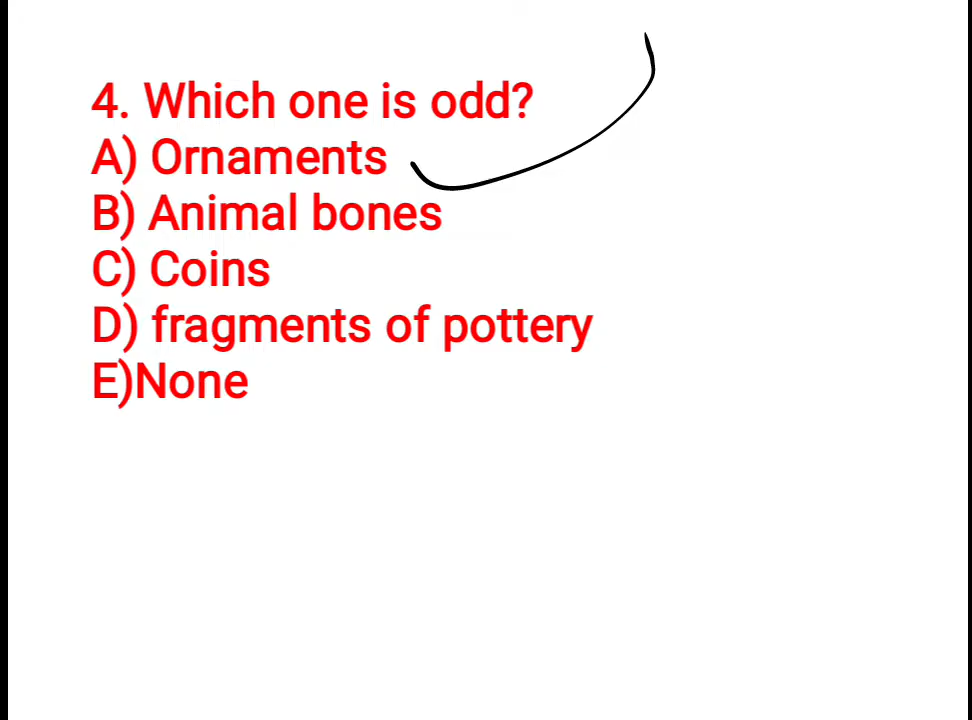 4. Which one is odd?
A) Ornaments
B) Animal bones
C) Coins
D) fragments of pottery
E)None